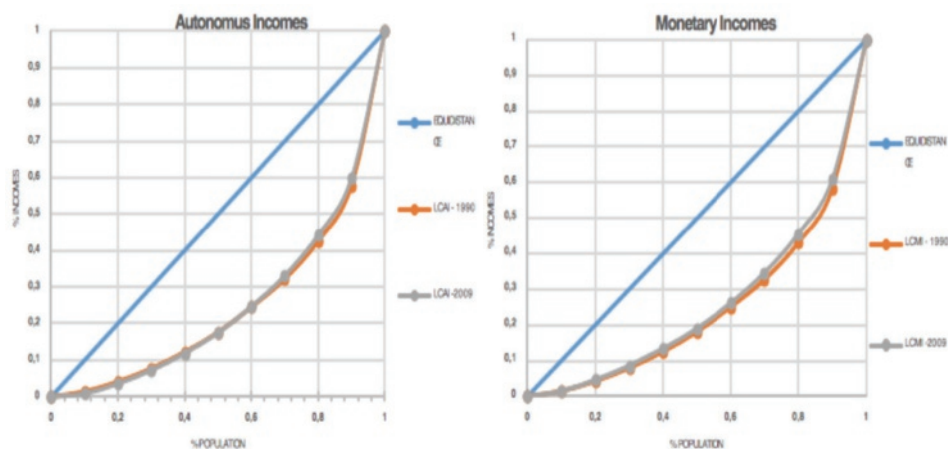 Autonomus Incomes
1
0,9
0,8
0,7
0,6
0,5
0,4
0,3
0,2
0,1
0
% INCOMES
0
0,2
0,4
0,6
0,8
1
% POPULATION
EQUIDISTAN
CE
LCAI - 1990
LCAI -2009
Monetary Incomes
1
0,9
0,8
0,7
0,6
0,5
0,4
0,3
0,2
0,1
0
% INCOMES
0
0,2
0,4
0,6
0,8
1
% POPULATION
EQUIDISTAN
CE
LCMI - 1990
LCMI -2009